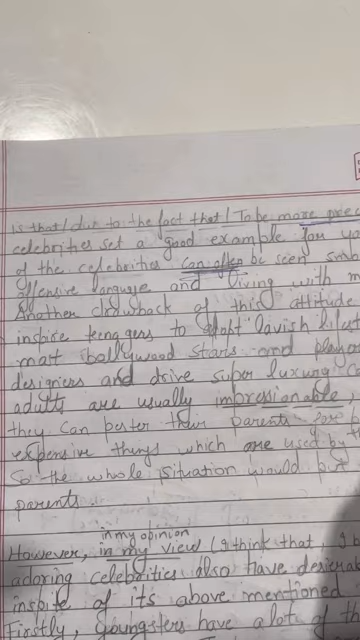 is that / due to the fact that / To be more prec
celebrities set a good example for yo
of the celebrities can often be seen smok
offensive language and living with m
Another drawback of this attitude
inspire teenagers to adopt lavish lifest
mat bollywood stars and player
designers and drive super luxury ca
adults are usually impressionable,
they can pester their parents for
expensive things which are used by
So the whole situation would bu
parents.
in my opinion
However, in my view (I think that I b
adoring celebrities also have desirab
inspite of its above mentioned
Firstly, youngsters have a lot of th